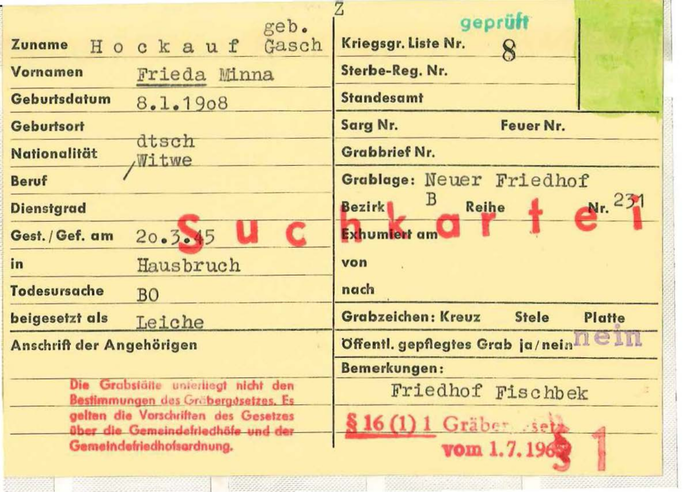 Z
geprüft
geb.
Zuname Hockauf Gasch
Vornamen Frieda Minna
Geburtsdatum 8.1.19o8
Geburtsort
Nationalität dtsch
/Witwe
Beruf
Dienstgrad
Gest./Gef. am 2o.3.45
in Hausbruch
Todesursache BO
beigesetzt als Leiche
Anschrift der Angehörigen
Die Grabstätte unterliegt nicht den
Bestimmungen des Gräbergesetzes. Es
gelten die Vorschriften des Gesetzes
über die Gemeindefriedhöfe und der
Gemeindefriedhofsordnung.
Suchkartei
Kriegsgr. Liste Nr. 8
Sterbe-Reg. Nr.
Standesamt
Sarg Nr. Feuer Nr.
Grabbrief Nr.
Grablage: Neuer Friedhof
Bezirk B Reihe Nr. 231
Exhumiert am
von
nach
Grabzeichen: Kreuz Stele Platte
Öffentl. gepflegtes Grab ja/nein nein
Bemerkungen:
Friedhof Fischbek
§ 16 (1) 1
vom 1.7.196
§ 1